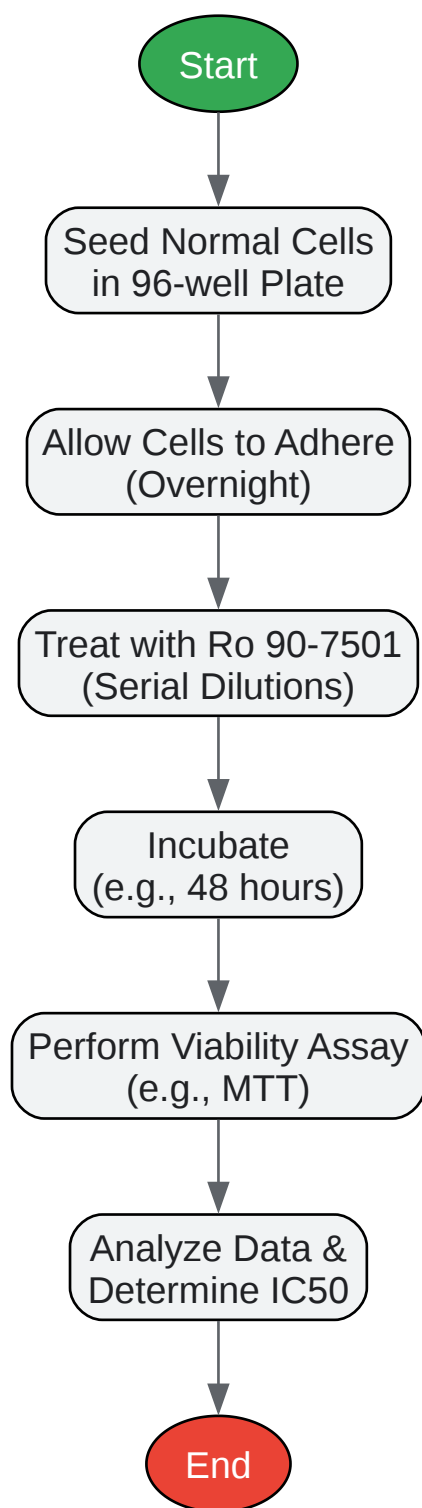 Start
Seed Normal Cells
in 96-well Plate
Allow Cells to Adhere
(Overnight)
Treat with Ro 90-7501
(Serial Dilutions)
Incubate
(e.g., 48 hours)
Perform Viability Assay
(e.g., MTT)
Analyze Data &
Determine IC50
End